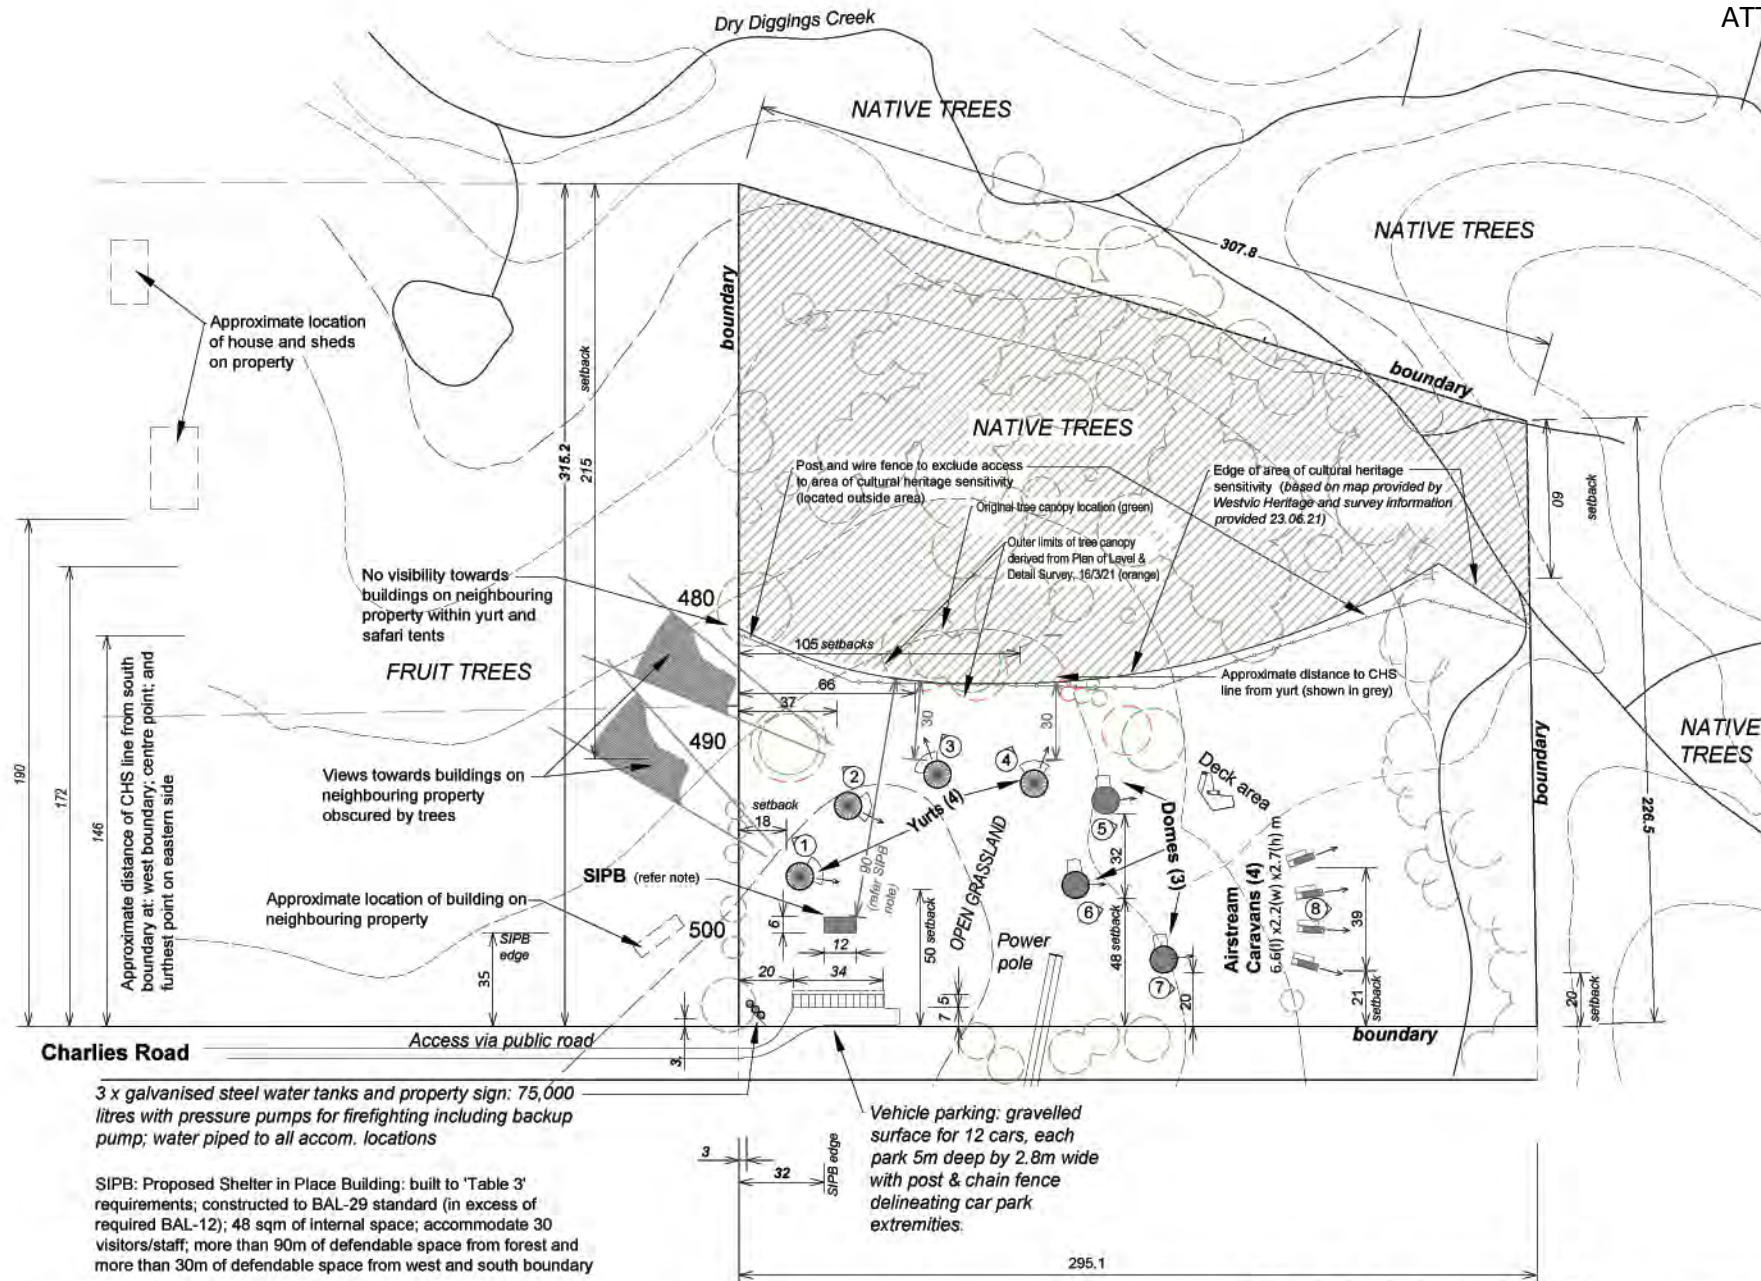 ATT
Dry Diggings Creek
NATIVE TREES
NATIVE TREES
307.8
boundary
Approximate location
of house and sheds
on property
setback
315.2
215
boundary
NATIVE TREES
Post and wire fence to exclude access
to area of cultural heritage sensitivity
(located outside area)
Original tree canopy location (green)
Outer limits of tree canopy
derived from Plan of Level &
Detail Survey, 16/3/21 (orange)
Edge of area of cultural heritage
sensitivity (based on map provided by
Westvic Heritage and survey information
provided 23.06.21)
60
setback
No visibility towards
buildings on neighbouring
property within yurt and
safari tents
480
FRUIT TREES
105 setbacks
66
37
Approximate distance to CHS
line from yurt (shown in grey)
30
30
NATIVE
TREES
boundary
226.5
190
172
146
Approximate distance of CHS line from south
boundary at: west boundary; centre point; and
furthest point on eastern side
490
Views towards buildings on
neighbouring property
obscured by trees
setback
18
1
2
3
4
Yurts (4)
5
Deck area
Domes (3)
32
6
SIPB (refer note)
90
(refer SIPB
note)
Approximate location of building on
neighbouring property
500
SIPB
edge
35
6
12
20
34
50 setback
OPEN GRASSLAND
Power
pole
48 setback
7
20
Airstream
Caravans (4)
6.6(l) x2.2(w) x2.7(h) m
8
39
21
setback
20
setback
5
7
3
boundary
Charlies Road
Access via public road
3 x galvanised steel water tanks and property sign: 75,000
litres with pressure pumps for firefighting including backup
pump; water piped to all accom. locations
Vehicle parking: gravelled
surface for 12 cars, each
park 5m deep by 2.8m wide
with post & chain fence
delineating car park
extremities.
3
32
SIPB edge
SIPB: Proposed Shelter in Place Building: built to 'Table 3'
requirements; constructed to BAL-29 standard (in excess of
required BAL-12); 48 sqm of internal space; accommodate 30
visitors/staff; more than 90m of defendable space from forest and
more than 30m of defendable space from west and south boundary
295.1